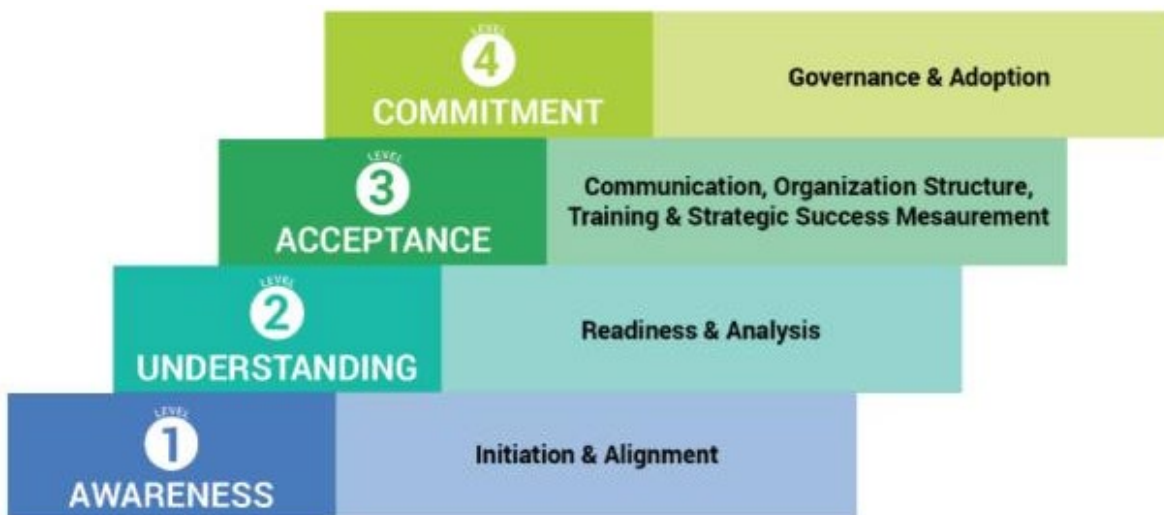 LEVEL
4
COMMITMENT
Governance & Adoption
LEVEL
3
ACCEPTANCE
Communication, Organization Structure,
Training & Strategic Success Mesaurement
LEVEL
2
UNDERSTANDING
Readiness & Analysis
LEVEL
1
AWARENESS
Initiation & Alignment